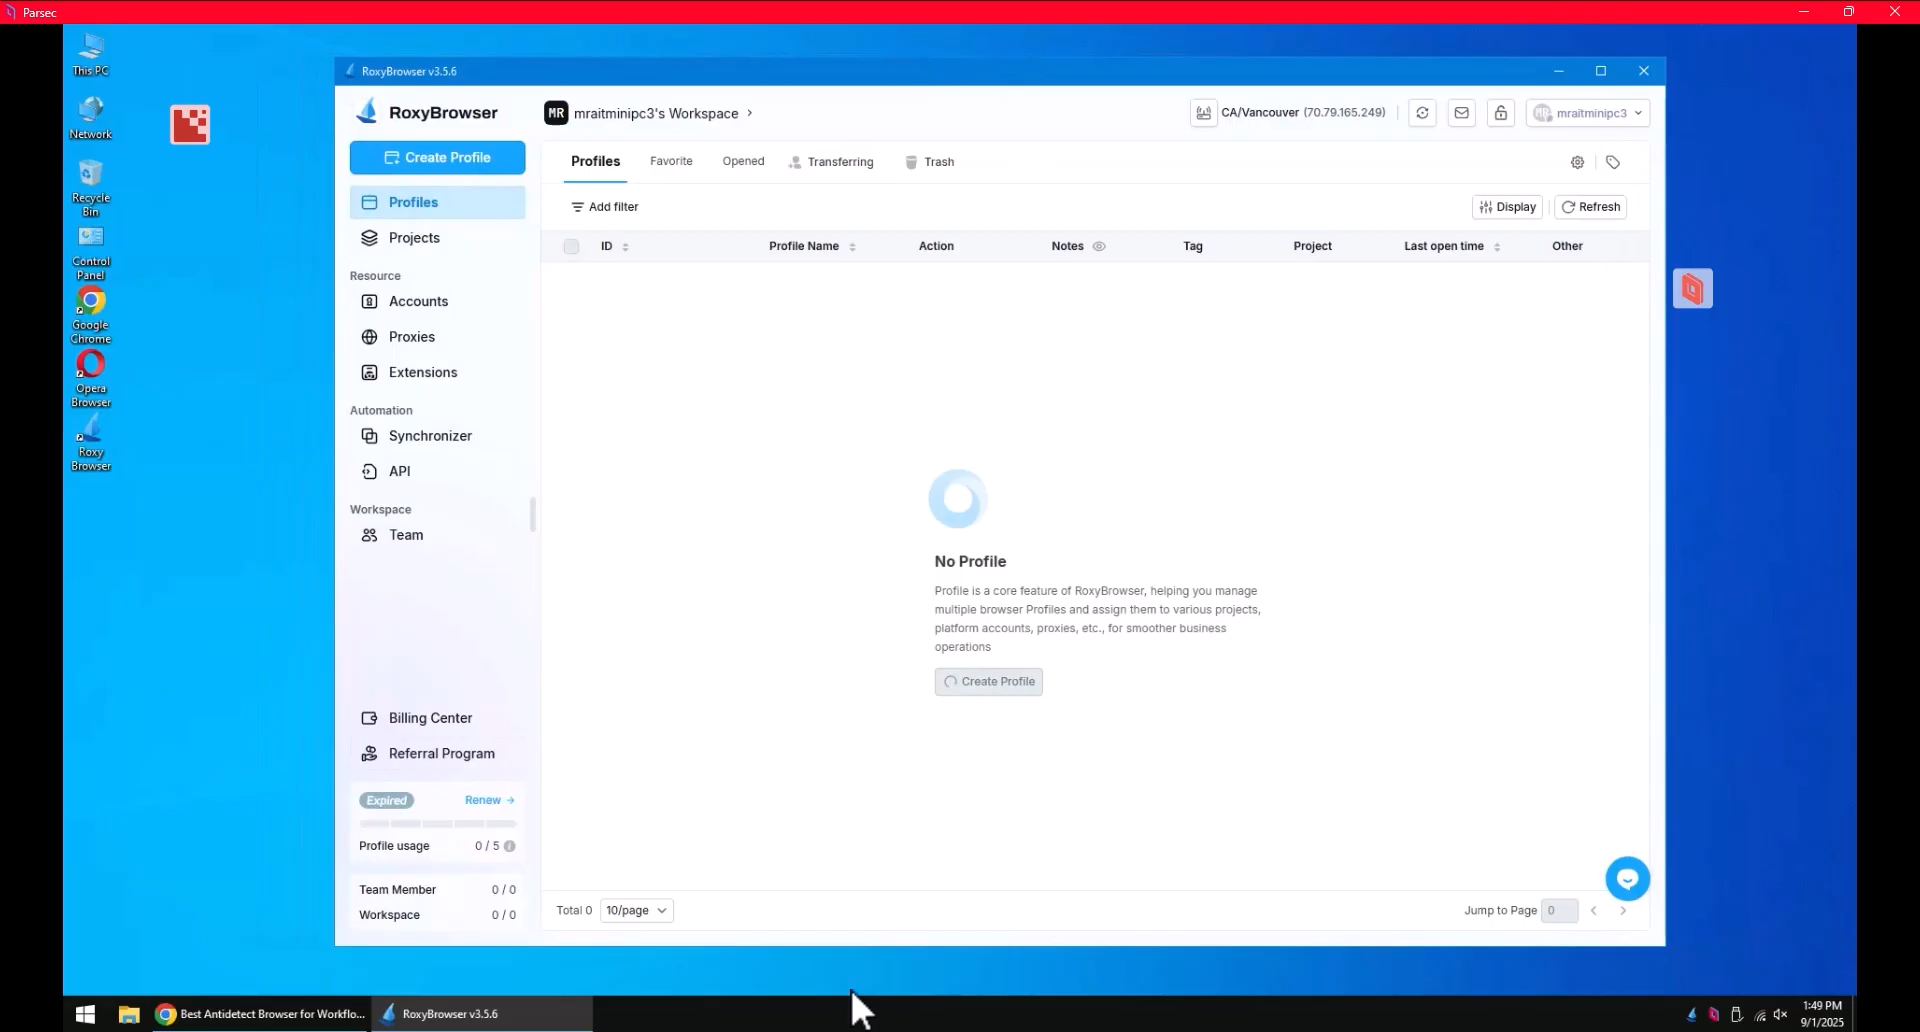 Parsec
This PC
Network
Recycle
Bin
Control
Panel
Google
Chrome
Opera
Browser
Roxy
Browser
RoxyBrowser v3.5.6
RoxyBrowser
MR mraitminipc3's Workspace
CA/Vancouver (70.79.165.249)
mraitminipc3
Create Profile
Profiles
Projects
Resource
Accounts
Proxies
Extensions
Automation
Synchronizer
API
Workspace
Team
Billing Center
Referral Program
Expired Renew
Profile usage 0 / 5
Team Member 0 / 0
Workspace 0 / 0
Profiles Favorite Opened Transferring Trash
Add filter Display Refresh
ID Profile Name Action Notes Tag Project Last open time Other
No Profile
Profile is a core feature of RoxyBrowser, helping you manage
multiple browser Profiles and assign them to various projects,
platform accounts, proxies, etc., for smoother business
operations
Create Profile
Total 0 10/page Jump to Page 0
Best Antidetect Browser for Workflo...
RoxyBrowser v3.5.6
1:49 PM
9/1/2025